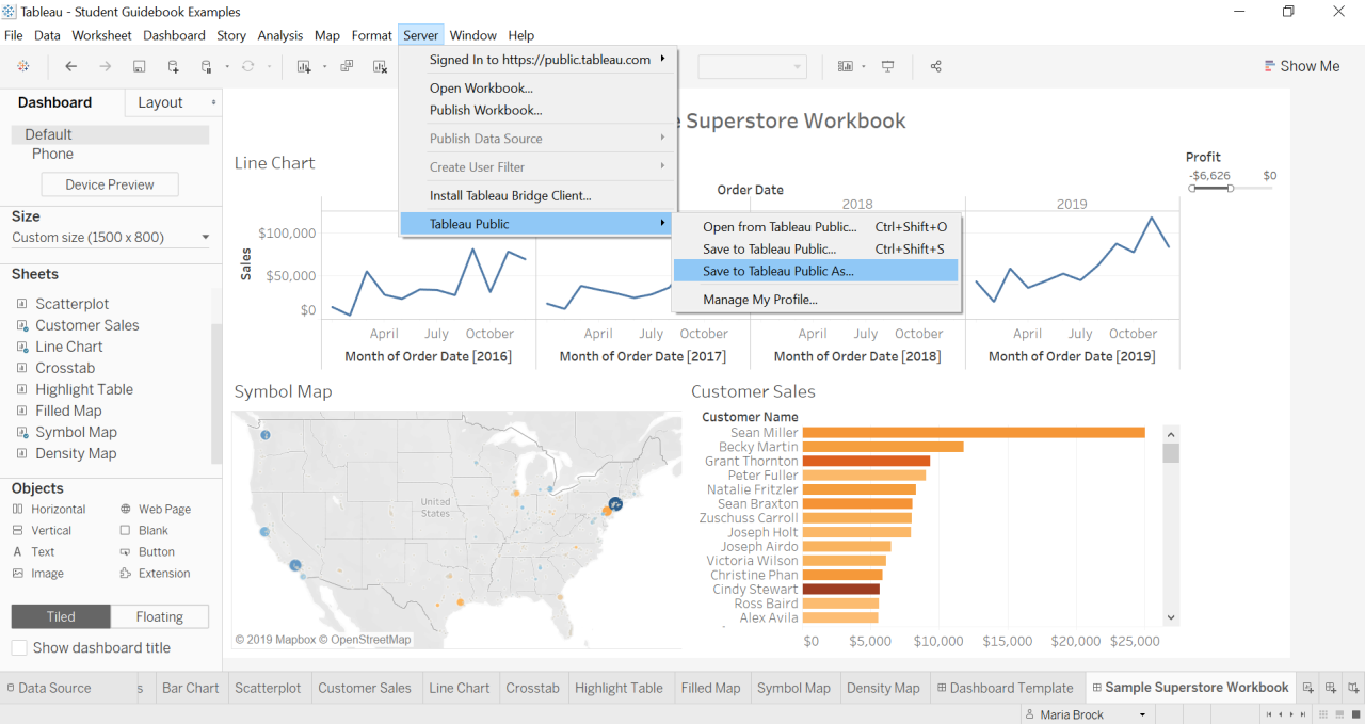 Tableau - Student Guidebook Examples
File Data Worksheet Dashboard Story Analysis Map Format Server Window Help
Show Me
Signed In to https://public.tableau.com
Open Workbook...
Publish Workbook...
Publish Data Source
Create User Filter
Install Tableau Bridge Client...
Tableau Public
Open from Tableau Public... Ctrl+Shift+O
Save to Tableau Public... Ctrl+Shift+S
Save to Tableau Public As...
Manage My Profile...
Dashboard Layout
Default
Phone
Device Preview
Size
Custom size (1500 x 800)
Sheets
Scatterplot
Customer Sales
Line Chart
Crosstab
Highlight Table
Filled Map
Symbol Map
Density Map
Objects
Horizontal Web Page
Vertical Blank
Text Button
Image Extension
Tiled Floating
Show dashboard title
Superstore Workbook
Line Chart
Order Date
2018 2019
Profit
-$6,626 $0
Sales
$100,000
$50,000
$0
April July October April July October April July October April July October
Month of Order Date [2016] Month of Order Date [2017] Month of Order Date [2018] Month of Order Date [2019]
Symbol Map
United
States
© 2019 Mapbox © OpenStreetMap
Customer Sales
Customer Name
Sean Miller
Becky Martin
Grant Thornton
Peter Fuller
Natalie Fritzler
Sean Braxton
Zuschuss Carroll
Joseph Holt
Joseph Airdo
Victoria Wilson
Christine Phan
Cindy Stewart
Ross Baird
Alex Avila
$0 $5,000 $10,000 $15,000 $20,000 $25,000
Data Source s Bar Chart Scatterplot Customer Sales Line Chart Crosstab Highlight Table Filled Map Symbol Map Density Map Dashboard Template Sample Superstore Workbook
Maria Brock